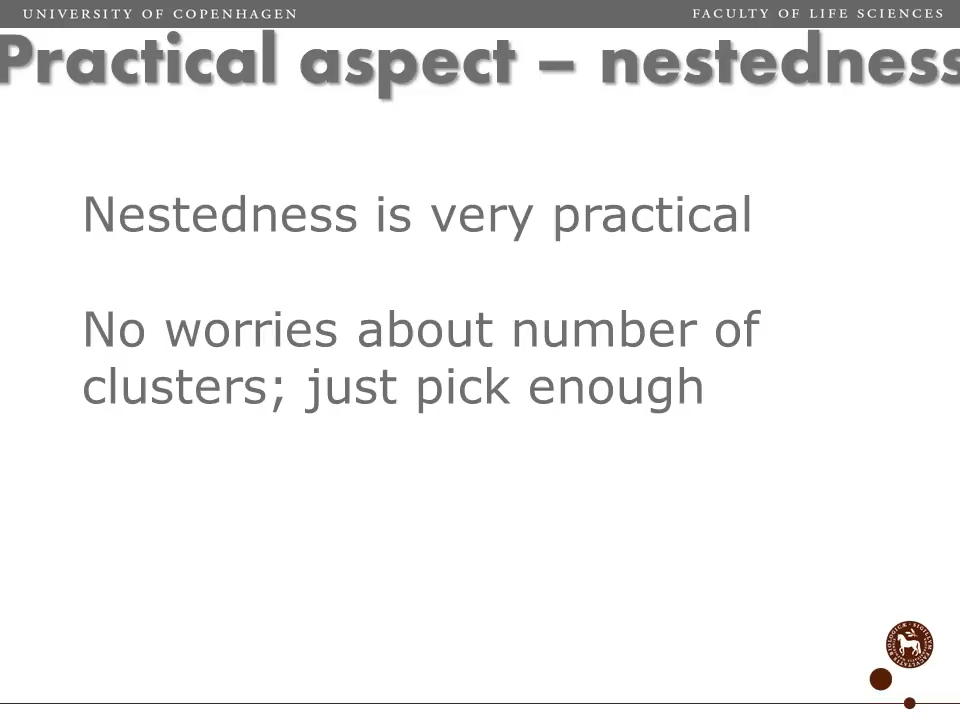 UNIVERSITY OF COPENHAGEN
FACULTY OF LIFE SCIENCES
Practical aspect – nestedness
Nestedness is very practical
No worries about number of
clusters; just pick enough